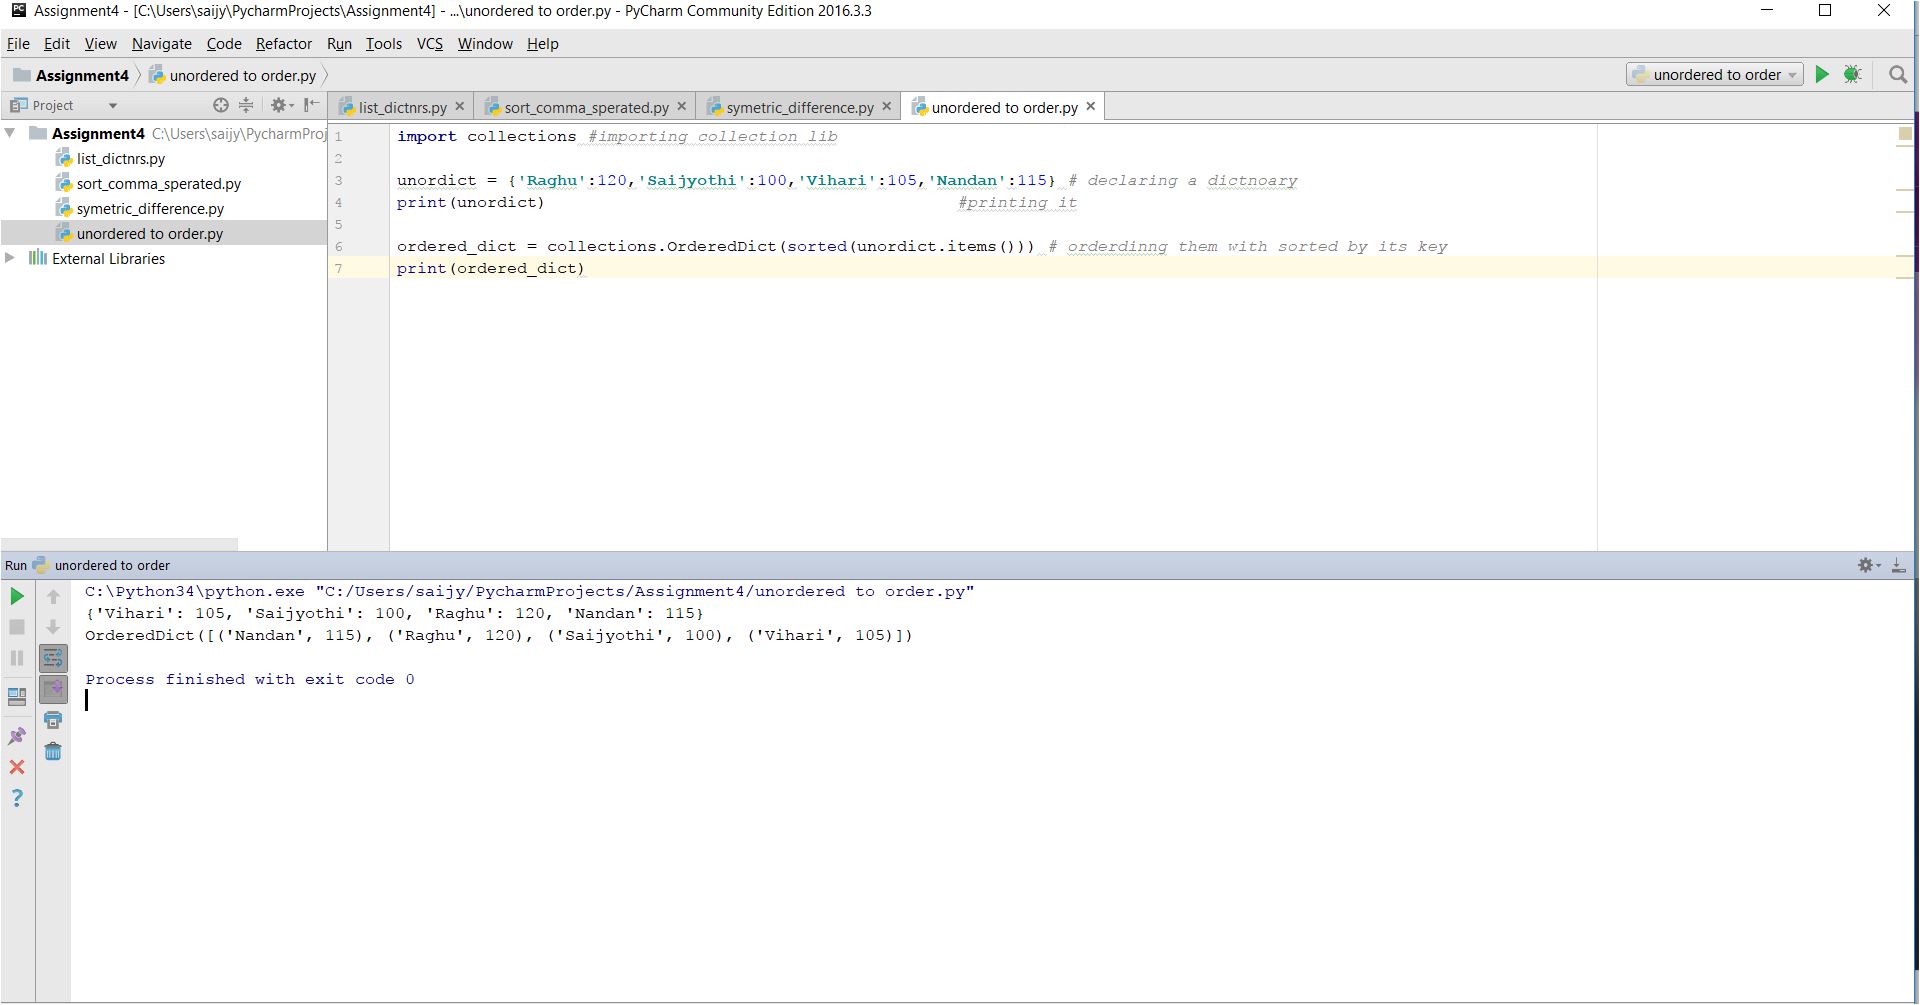 Assignment4 - [C:\Users\saijy\PycharmProjects\Assignment4] - ...\unordered to order.py - PyCharm Community Edition 2016.3.3
File Edit View Navigate Code Refactor Run Tools VCS Window Help
Assignment4 unordered to order.py unordered to order
Project list_dictnrs.py sort_comma_sperated.py symetric_difference.py unordered to order.py
Assignment4 C:\Users\saijy\PycharmProj
list_dictnrs.py
sort_comma_sperated.py
symetric_difference.py
unordered to order.py
External Libraries
1 import collections #importing collection lib
2
3 unordict = {'Raghu':120,'Saijyothi':100,'Vihari':105,'Nandan':115} # declaring a dictnoary
4 print(unordict) #printing it
5
6 ordered_dict = collections.OrderedDict(sorted(unordict.items())) # orderdinng them with sorted by its key
7 print(ordered_dict)
Run unordered to order
C:\Python34\python.exe "C:/Users/saijy/PycharmProjects/Assignment4/unordered to order.py"
{'Vihari': 105, 'Saijyothi': 100, 'Raghu': 120, 'Nandan': 115}
OrderedDict([('Nandan', 115), ('Raghu', 120), ('Saijyothi', 100), ('Vihari', 105)])
Process finished with exit code 0